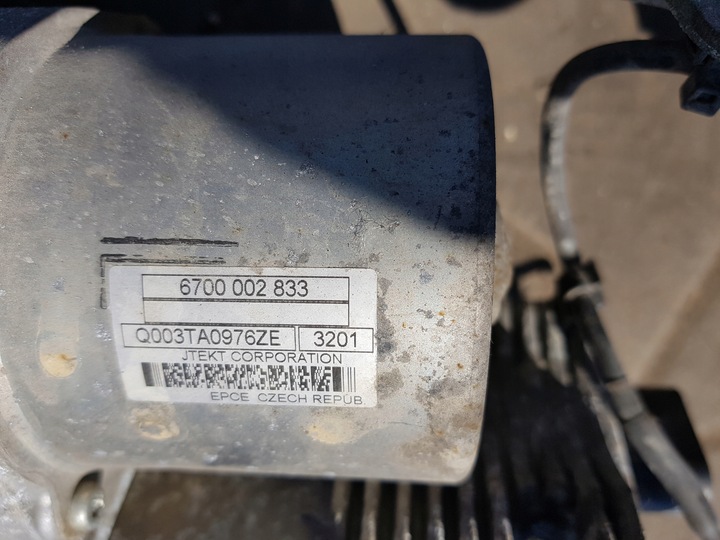 6700 002 833
Q003TA0976ZE 3201
JTEKT CORPORATION
EPCE CZECH REPUB.